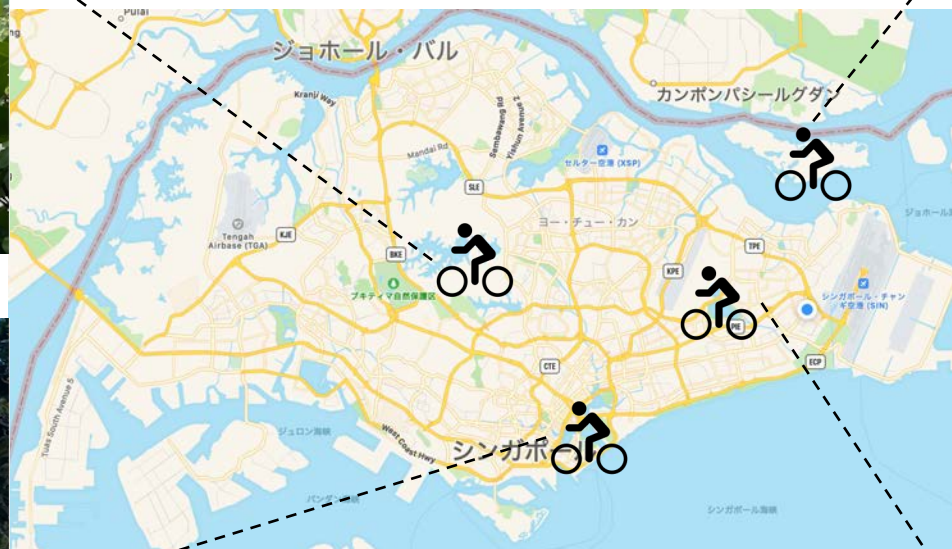 Pulai
ng
ジョホール・バル
Kranji Way
カンポンパシールグダン
Sembawang Rd
Yishun Avenue 2
Mandai Rd
セルター空港 (XSP)
SLE
ヨー・チュー・カン
ジョホール
Tengah
Airbase (TGA)
KJE
BKE
TPE
KPE
ブキティマ自然保護区
シンガポール・チャン
ギ空港 (SIN)
PIE
CTE
ECP
Tuas South Avenue 5
ジュロン海峡
West Coast Hwy
シンガポール
パンダン海峡
シンガポール海峡